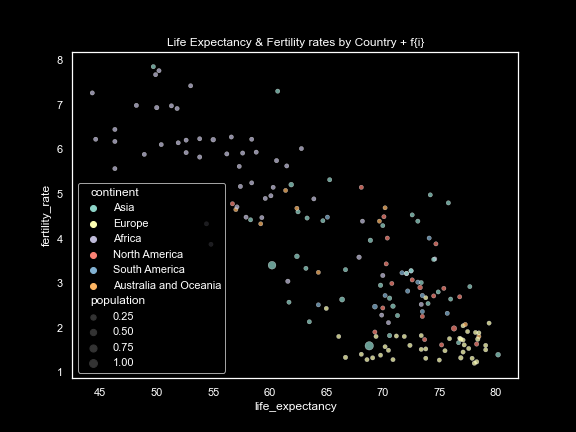 Life Expectancy & Fertility rates by Country + f{i}
8
7
6
5
4
3
2
1
fertility_rate
continent
Asia
Europe
Africa
North America
South America
Australia and Oceania
population
0.25
0.50
0.75
1.00
45 50 55 60 65 70 75 80
life_expectancy